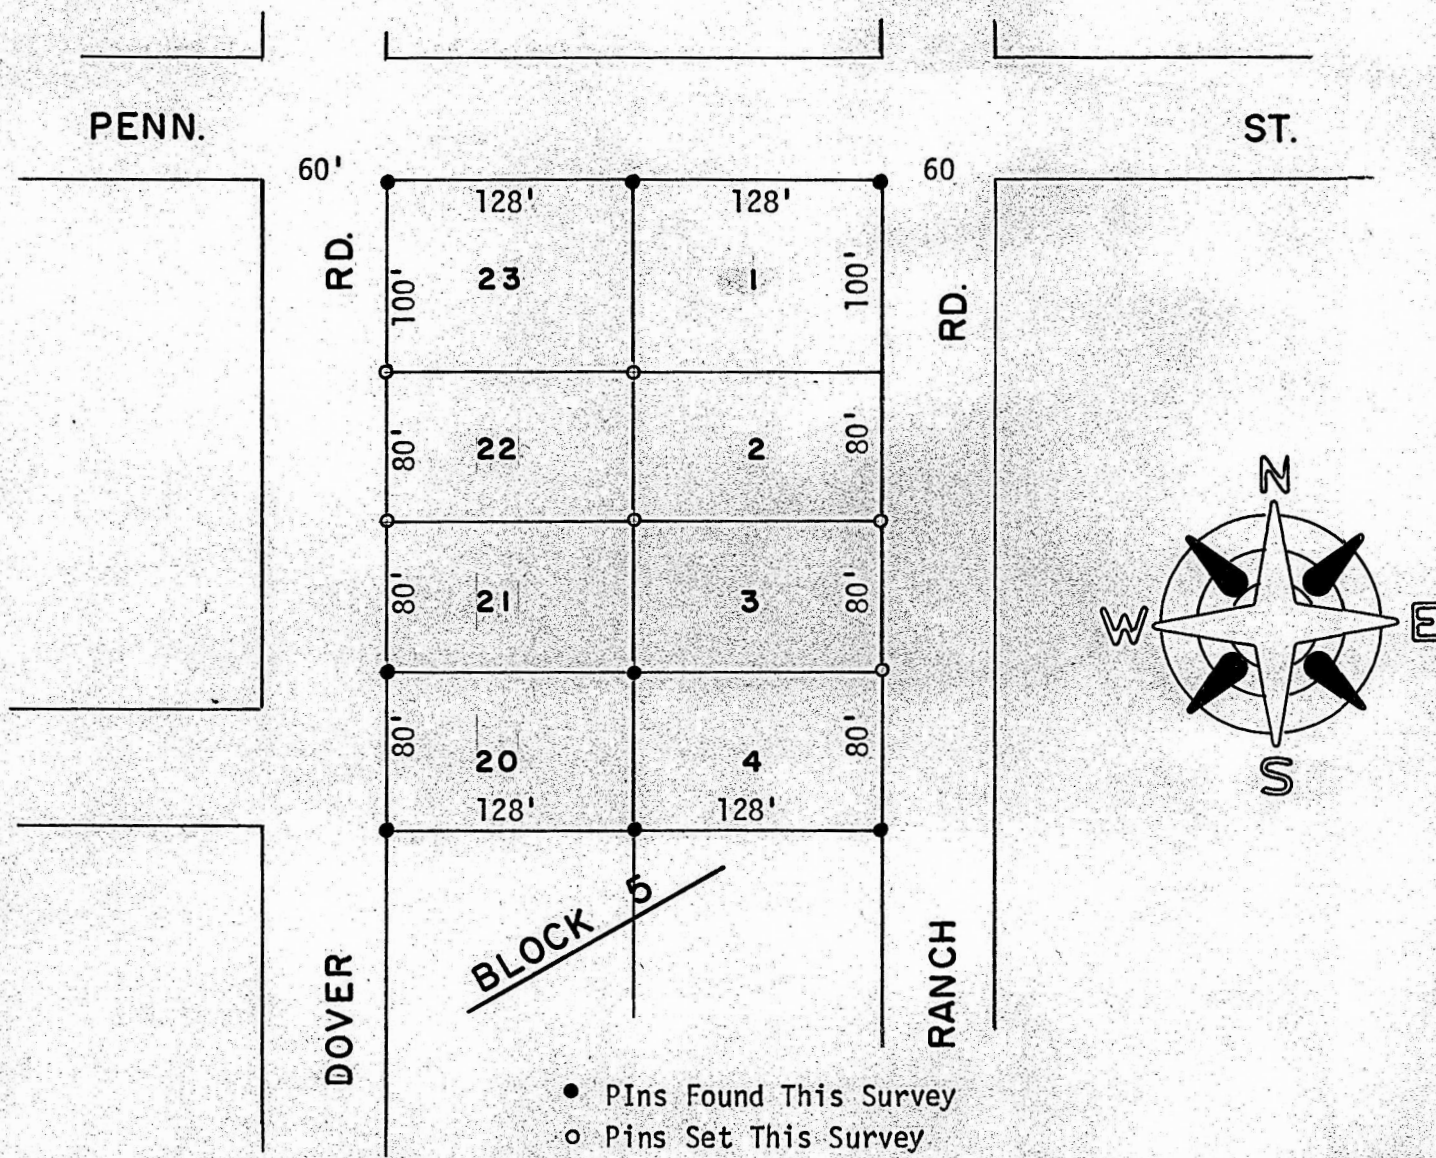 PENN.
ST.
60'
60
128'
128'
RD.
23
1
100'
100'
RD.
22
2
80'
80'
N
21
3
80'
80'
W
E
20
4
80'
80'
S
128'
128'
BLOCK 5
DOVER
RANCH
PIns Found This Survey
Pins Set This Survey